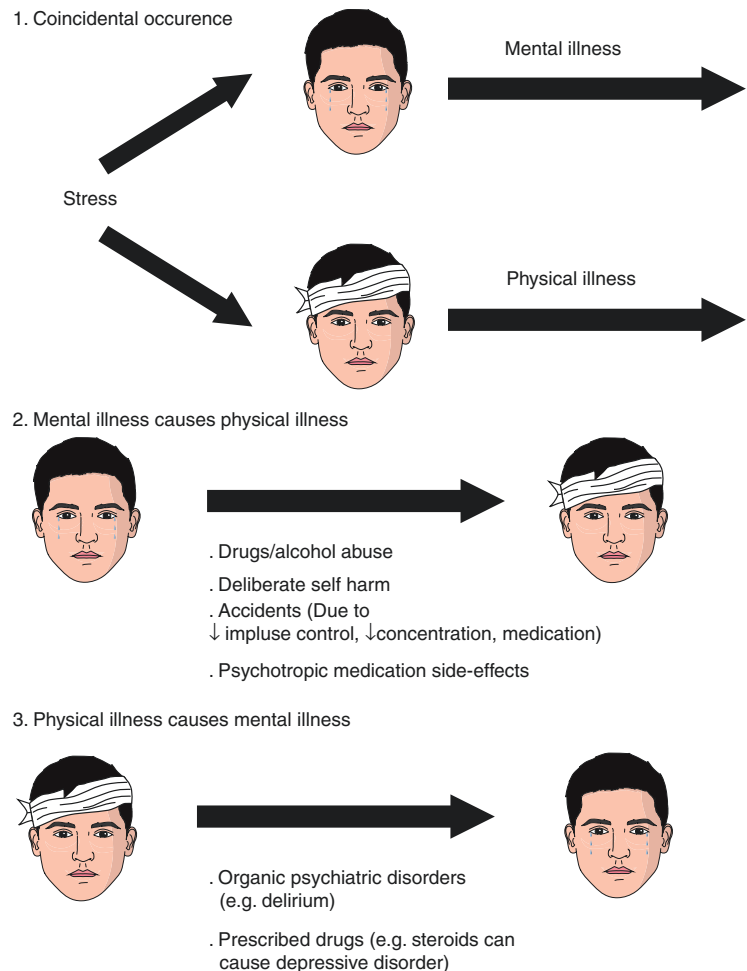 1. Coincidental occurence
Mental illness
Stress
Physical illness
2. Mental illness causes physical illness
. Drugs/alcohol abuse
. Deliberate self harm
. Accidents (Due to
↓ impluse control, ↓concentration, medication)
. Psychotropic medication side-effects
3. Physical illness causes mental illness
. Organic psychiatric disorders
(e.g. delirium)
. Prescribed drugs (e.g. steroids can
cause depressive disorder)